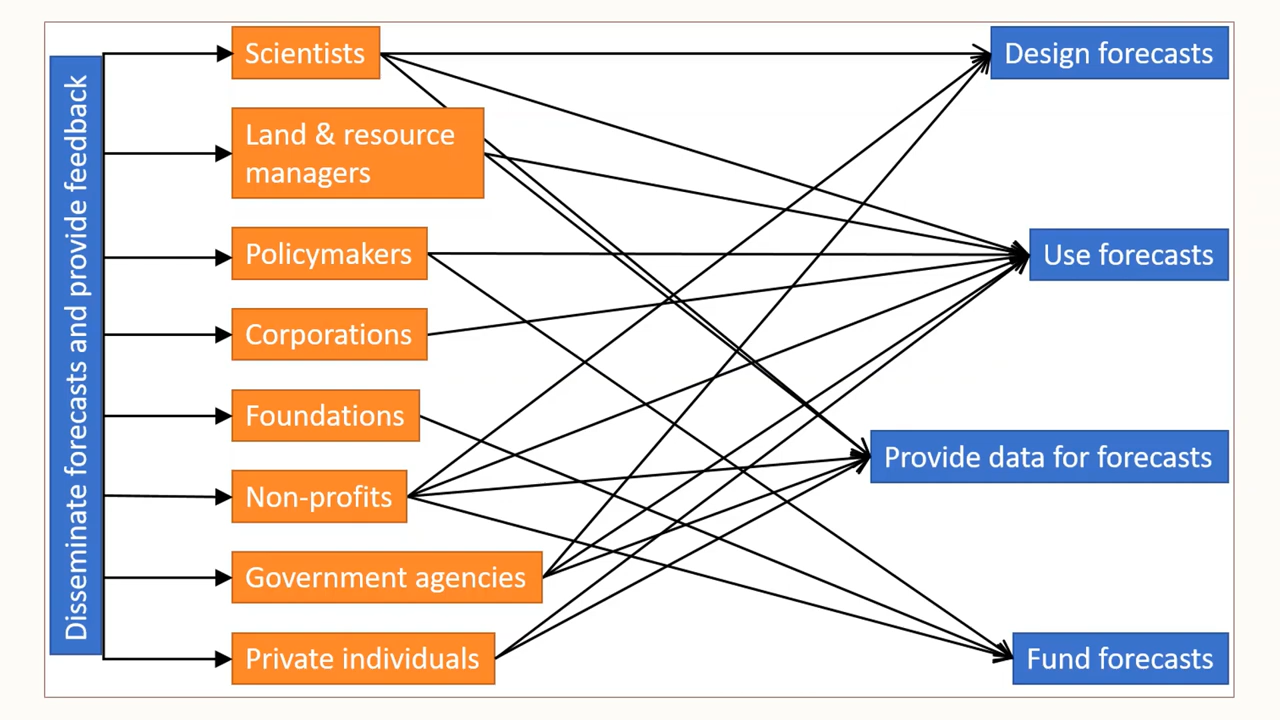 Disseminate forecasts and provide feedback
Scientists
Land & resource
managers
Policymakers
Corporations
Foundations
Non-profits
Government agencies
Private individuals
Design forecasts
Use forecasts
Provide data for forecasts
Fund forecasts